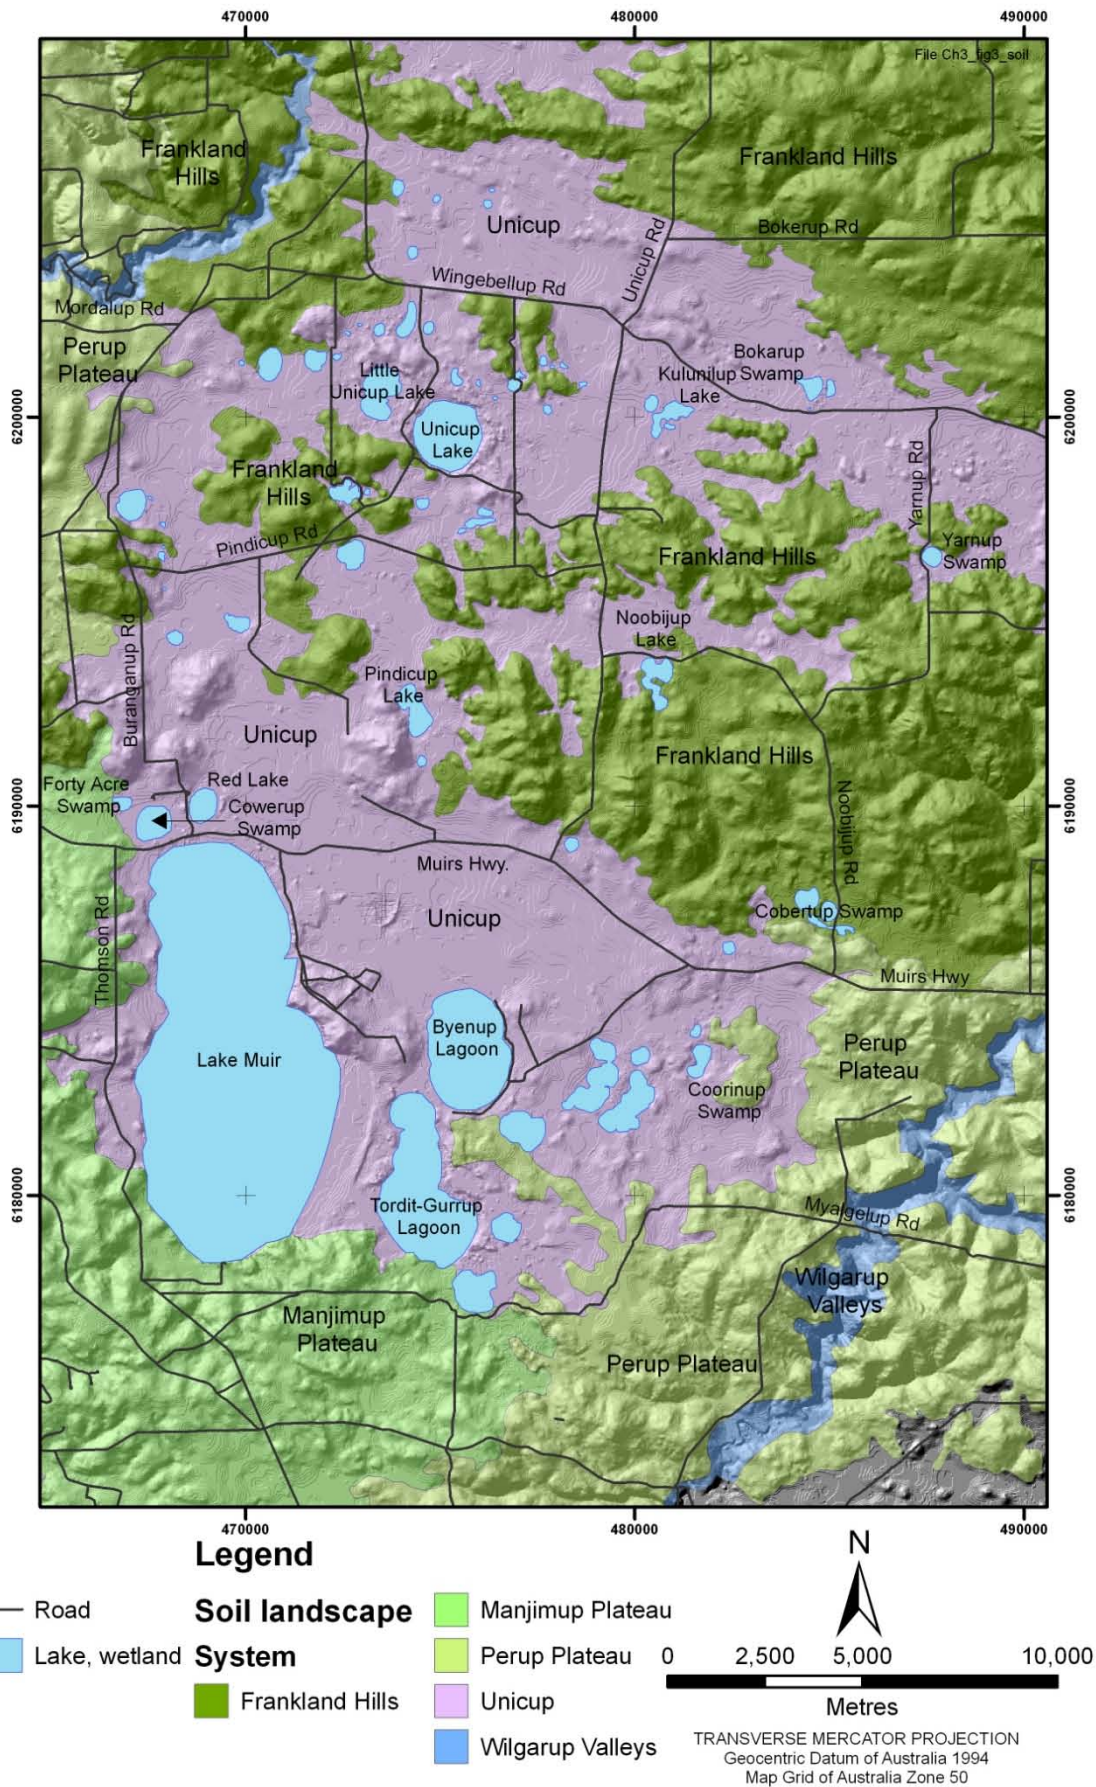 470000
480000
490000
File Ch3_fig3_soil
Frankland
Hills
Frankland Hills
Unicup
Bokerup Rd
Unicup Rd
Wingebellup Rd
Mordalup Rd
Perup
Plateau
Bokarup
Swamp
Kulunilup
Lake
Little
Unicup Lake
6200000
6200000
Unicup
Lake
Frankland
Hills
Yarnup Rd
Pindicup Rd
Frankland Hills
Yarnup
Swamp
Noobijup
Lake
Buranganup Rd
Pindicup
Lake
Unicup
Frankland Hills
Forty Acre
Swamp
Red Lake
Cowerup
Swamp
6190000
6190000
Noobijup Rd
Muirs Hwy.
Unicup
Cobertup Swamp
Thomson Rd
Muirs Hwy
Byenup
Lagoon
Lake Muir
Perup
Plateau
Coorinup
Swamp
6180000
6180000
Tordit-Gurrup
Lagoon
Myalgelup Rd
Wilgarup
Valleys
Manjimup
Plateau
Perup Plateau
470000
480000
490000
Legend
N
Road
Lake, wetland
Soil landscape
System
Frankland Hills
Manjimup Plateau
Perup Plateau
Unicup
Wilgarup Valleys
0 2,500 5,000 10,000
Metres
TRANSVERSE MERCATOR PROJECTION
Geocentric Datum of Australia 1994
Map Grid of Australia Zone 50